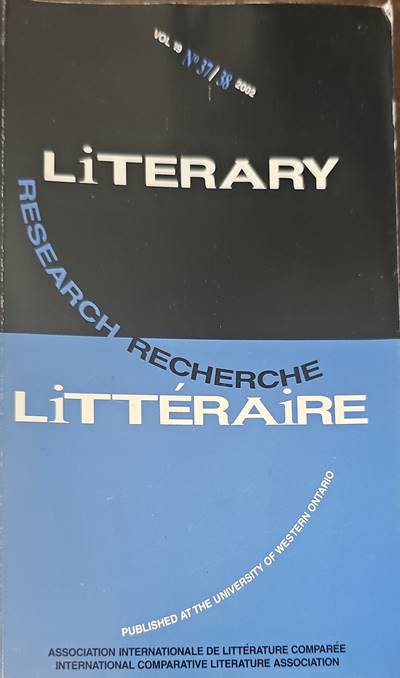 VOL 19 Nº 37/38 2002
LiTERARY
RESEARCH / RECHERCHE
LiTTÉRAiRE
PUBLISHED AT THE UNIVERSITY OF WESTERN ONTARIO
ASSOCIATION INTERNATIONALE DE LITTÉRATURE COMPARÉE
INTERNATIONAL COMPARATIVE LITERATURE ASSOCIATION